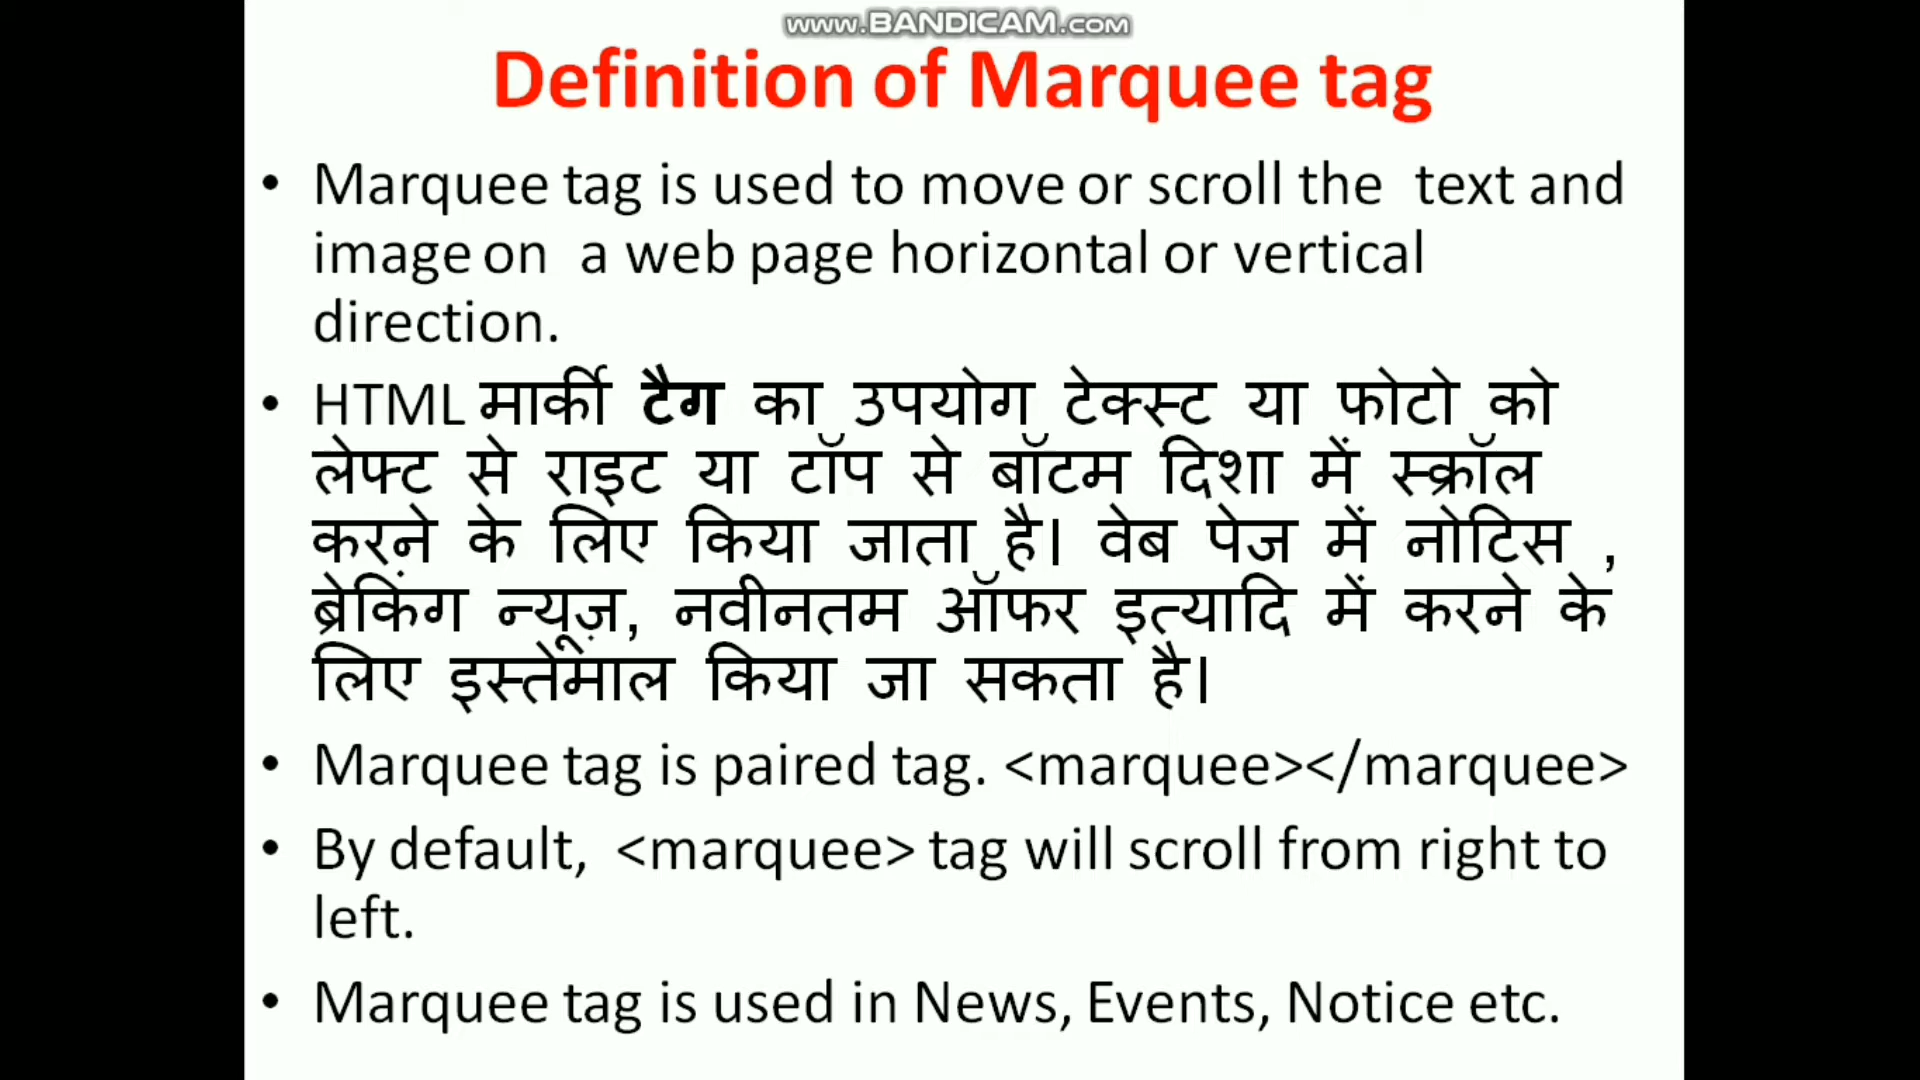 www.BANDICAM.com
Definition of Marquee tag
• Marquee tag is used to move or scroll the text and
image on a web page horizontal or vertical
direction.
• HTML मार्की टैग का उपयोग टेक्स्ट या फोटो को
लेफ्ट से राइट या टॉप से बॉटम दिशा में स्क्रॉल
करने के लिए किया जाता है। वेब पेज में नोटिस ,
ब्रेकिंग न्यूज़, नवीनतम ऑफर इत्यादि में करने के
लिए इस्तेमाल किया जा सकता है।
• Marquee tag is paired tag. <marquee></marquee>
• By default, <marquee> tag will scroll from right to
left.
• Marquee tag is used in News, Events, Notice etc.